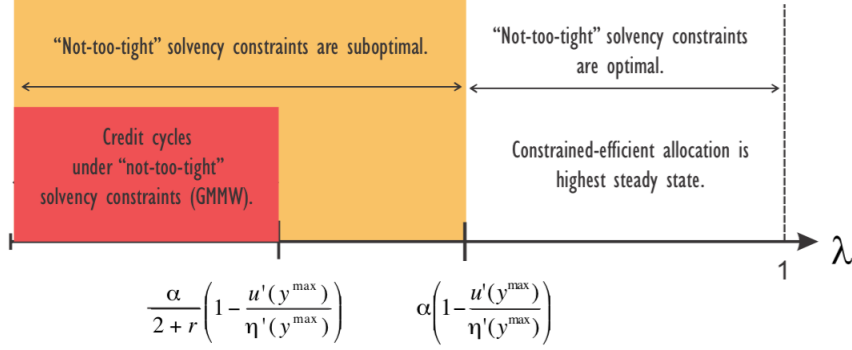 “Not-too-tight” solvency constraints are suboptimal.
“Not-too-tight” solvency constraints
are optimal.
Credit cycles
under “not-too-tight”
solvency constraints (GMMW).
Constrained-efficient allocation is
highest steady state.
λ
1
α/(2 + r) (1 − u'(y^max)/η'(y^max))
α(1 − u'(y^max)/η'(y^max))